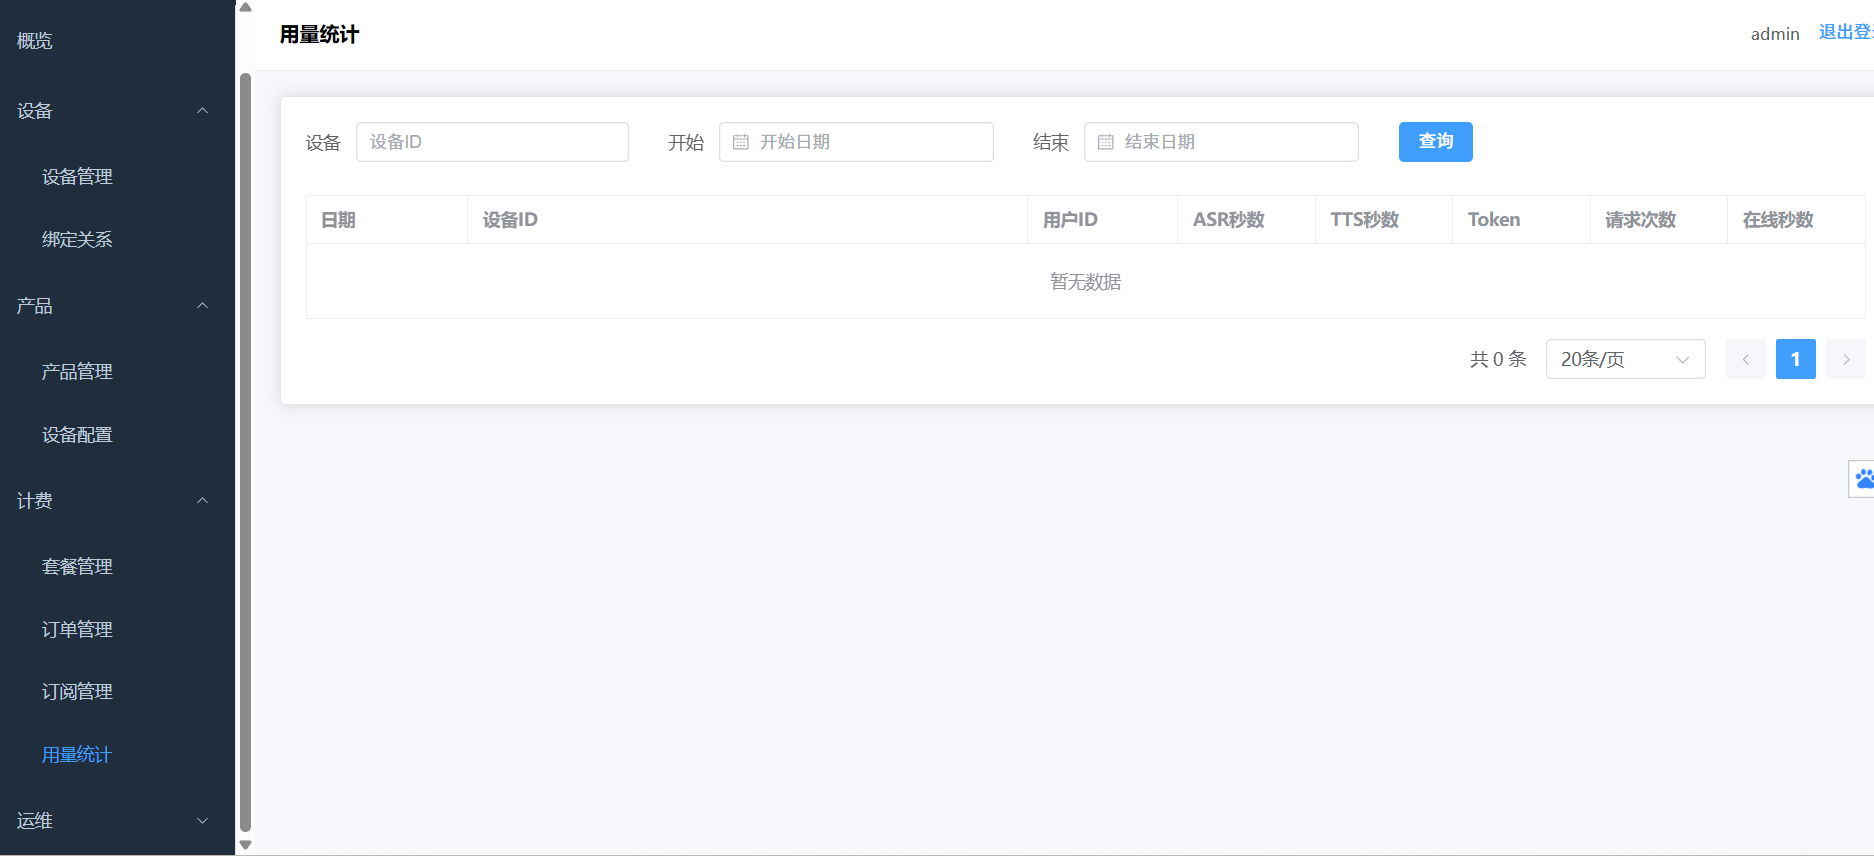 概览
设备
设备管理
绑定关系
产品
产品管理
设备配置
计费
套餐管理
订单管理
订阅管理
用量统计
运维
用量统计
admin 退出登
设备 设备ID 开始 开始日期 结束 结束日期 查询
日期 设备ID 用户ID ASR秒数 TTS秒数 Token 请求次数 在线秒数
暂无数据
共 0 条 20条/页 1